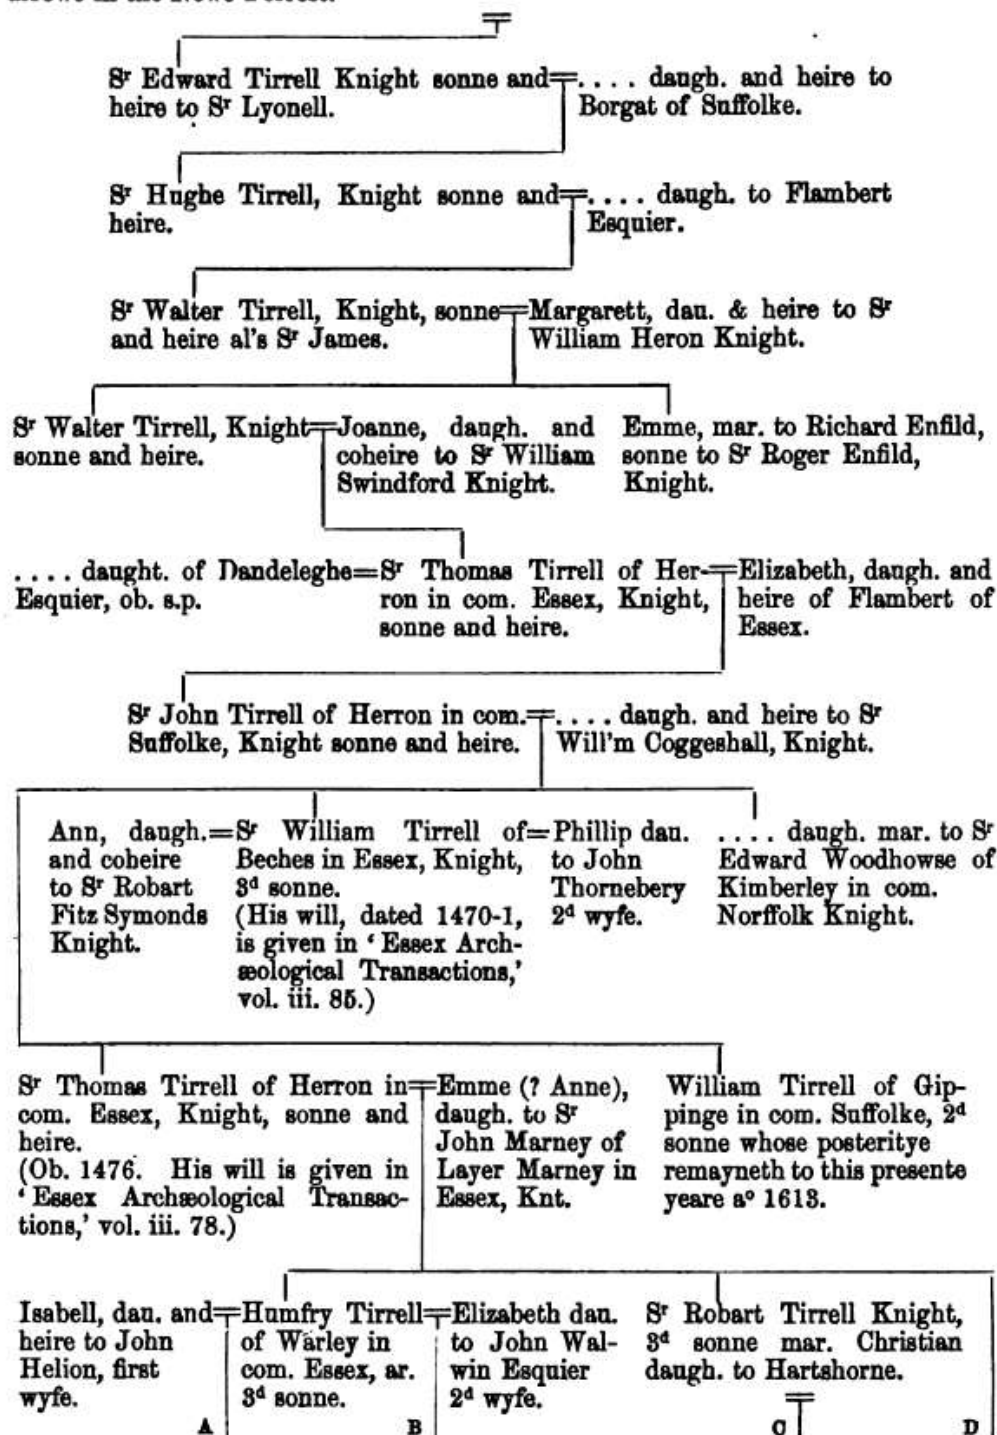 Sʳ Edward Tirrell Knight sonne and
heire to Sʳ Lyonell.
. . . . daugh. and heire to
Borgat of Suffolke.
Sʳ Hughe Tirrell, Knight sonne and
heire.
. . . . daugh. to Flambert
Esquier.
Sʳ Walter Tirrell, Knight, sonne
and heire al's Sʳ James.
Margarett, dau. & heire to Sʳ
William Heron Knight.
Sʳ Walter Tirrell, Knight
sonne and heire.
Joanne, daugh. and
coheire to Sʳ William
Swindford Knight.
Emme, mar. to Richard Enfild,
sonne to Sʳ Roger Enfild,
Knight.
. . . . daught. of Dandeleghe
Esquier, ob. s.p.
Sʳ Thomas Tirrell of Her-
ron in com. Essex, Knight,
sonne and heire.
Elizabeth, daugh. and
heire of Flambert of
Essex.
Sʳ John Tirrell of Herron in com.
Suffolke, Knight sonne and heire.
. . . . daugh. and heire to Sʳ
Will'm Coggeshall, Knight.
Ann, daugh.
and coheire
to Sʳ Robart
Fitz Symonds
Knight.
Sʳ William Tirrell of
Beches in Essex, Knight,
3ᵈ sonne.
(His will, dated 1470-1,
is given in ‘ Essex Arch-
æological Transactions,’
vol. iii. 85.)
Phillip dau.
to John
Thornebery
2ᵈ wyfe.
. . . . daugh. mar. to Sʳ
Edward Woodhowse of
Kimberley in com.
Norffolk Knight.
Sʳ Thomas Tirrell of Herron in
com. Essex, Knight, sonne and
heire.
(Ob. 1476. His will is given in
‘ Essex Archæological Transac-
tions,’ vol. iii. 78.)
Emme (? Anne),
daugh. to Sʳ
John Marney of
Layer Marney in
Essex, Knt.
William Tirrell of Gip-
pinge in com. Suffolke, 2ᵈ
sonne whose posteritye
remayneth to this presente
yeare aº 1613.
Isabell, dau. and
heire to John
Helion, first
wyfe.
Humfry Tirrell
of Warley in
com. Essex, ar.
3ᵈ sonne.
Elizabeth dau.
to John Wal-
win Esquier
2ᵈ wyfe.
Sʳ Robart Tirrell Knight,
3ᵈ sonne mar. Christian
daugh. to Hartshorne.
A B C D